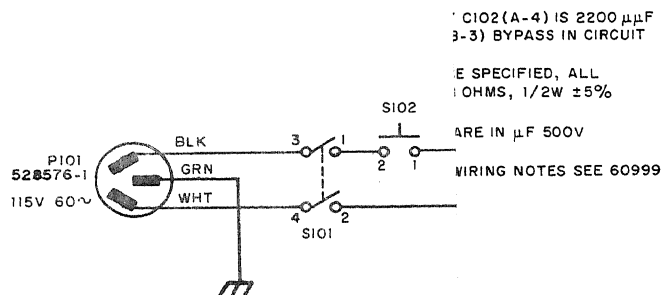 C102(A-4) IS 2200 µµF
3-3) BYPASS IN CIRCUIT
E SPECIFIED, ALL
OHMS, 1/2W ±5%
S102
ARE IN µF 500V
BLK
3
1
2
1
P101
528576-1
GRN
WIRING NOTES SEE 60999
115V 60~
WHT
4
2
S101